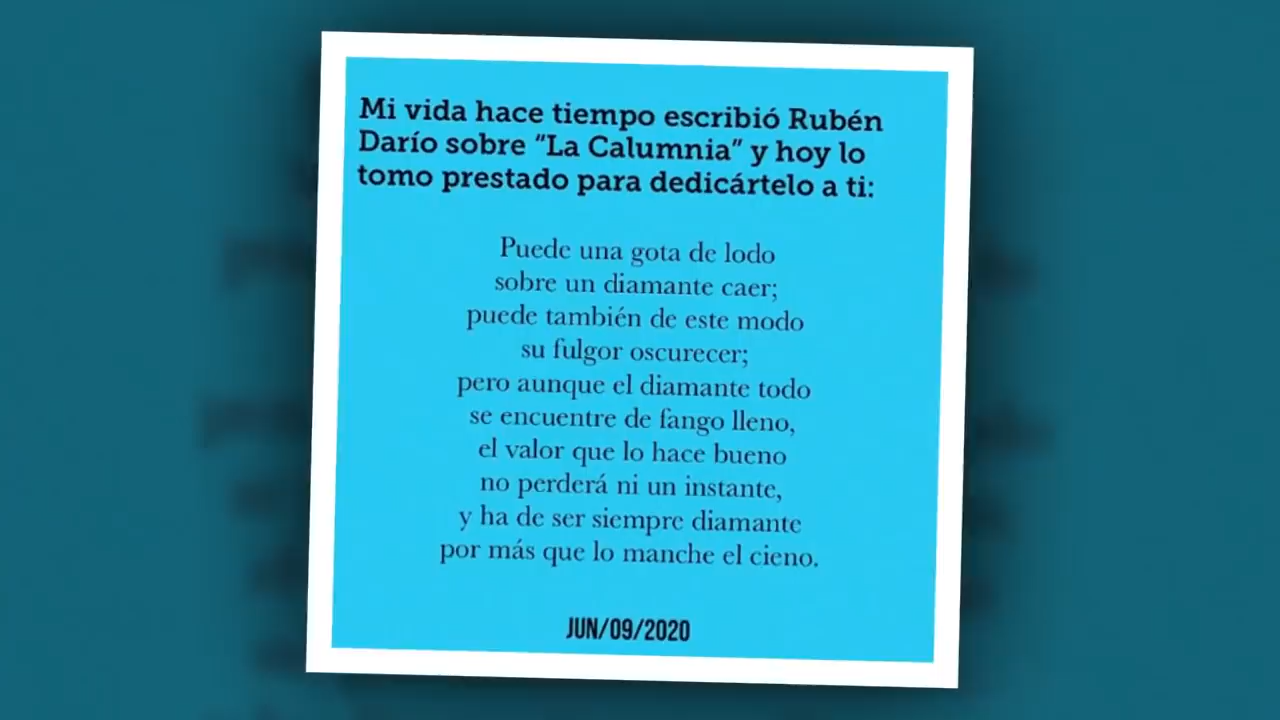 Mi vida hace tiempo escribió Rubén
Darío sobre “La Calumnia” y hoy lo
tomo prestado para dedicártelo a ti:
Puede una gota de lodo
sobre un diamante caer;
puede también de este modo
su fulgor oscurecer;
pero aunque el diamante todo
se encuentre de fango lleno,
el valor que lo hace bueno
no perderá ni un instante,
y ha de ser siempre diamante
por más que lo manche el cieno.
JUN/09/2020